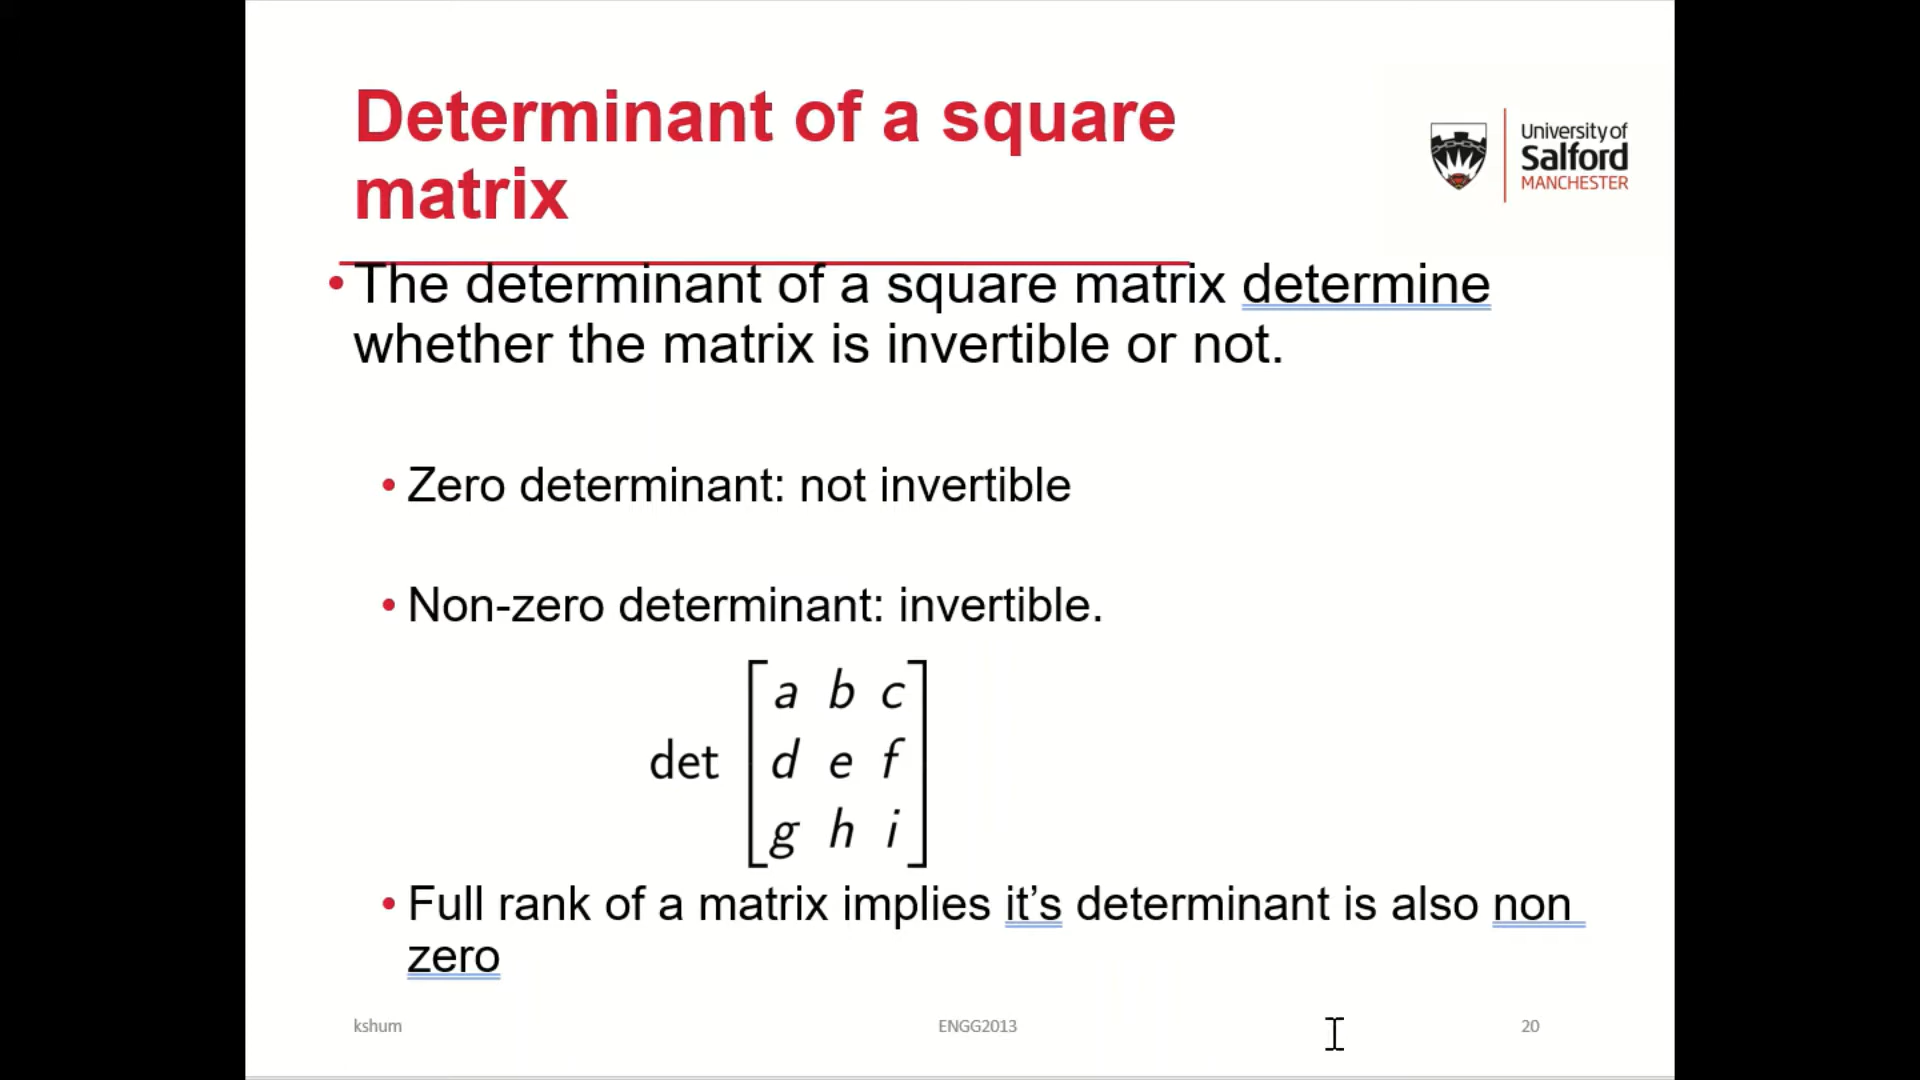 Determinant of a square
matrix
University of
Salford
MANCHESTER
• The determinant of a square matrix determine
whether the matrix is invertible or not.
• Zero determinant: not invertible
• Non-zero determinant: invertible.
a b c
det d e f
g h i
• Full rank of a matrix implies it’s determinant is also non
zero
kshum ENGG2013 20